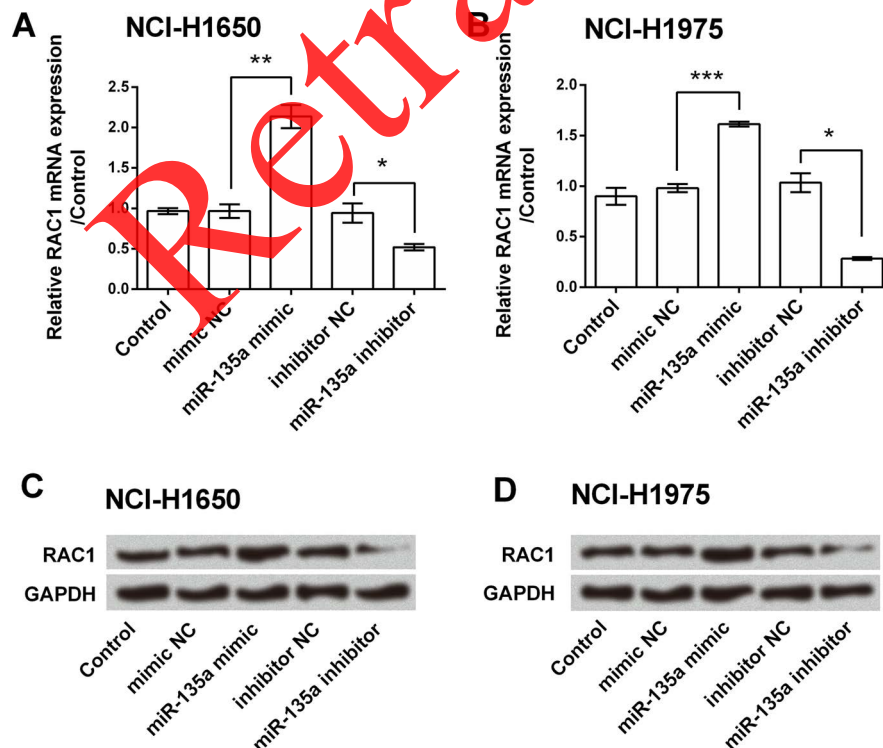 A
NCI-H1650
Relative RAC1 mRNA expression
/Control
2.5
2.0
1.5
1.0
0.5
0.0
**
*
Control
mimic NC
miR-135a mimic
inhibitor NC
miR-135a inhibitor
B
NCI-H1975
Relative RAC1 mRNA expression
/Control
2.0
1.5
1.0
0.5
0.0
***
*
Control
mimic NC
miR-135a mimic
inhibitor NC
miR-135a inhibitor
Retra
C
NCI-H1650
RAC1
GAPDH
Control
mimic NC
miR-135a mimic
inhibitor NC
miR-135a inhibitor
D
NCI-H1975
RAC1
GAPDH
Control
mimic NC
miR-135a mimic
inhibitor NC
miR-135a inhibitor